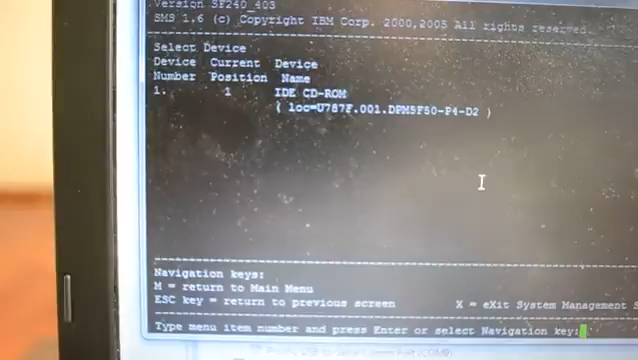 Version SF240_403
SMS 1.6 (c) Copyright IBM Corp. 2000,2005 All rights reserved.
Select Device
Device Current Device
Number Position Name
1. 1 IDE CD-ROM
( loc=U787F.001.DPM5F50-P4-D2 )
Navigation keys:
M = return to Main Menu
ESC key = return to previous screen X = eXit System Management S
Type menu item number and press Enter or select Navigation key: